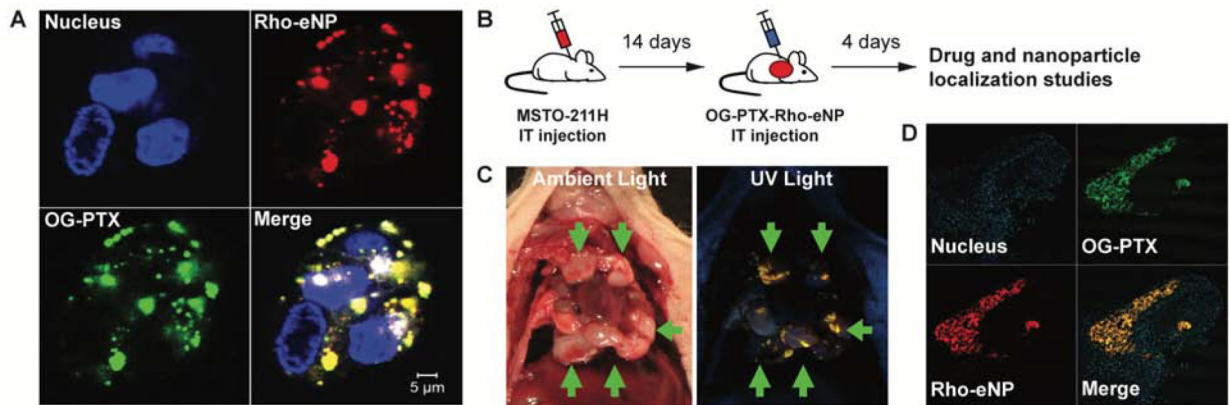 A
Nucleus
Rho-eNP
OG-PTX
Merge
5 μm
B
14 days
4 days
MSTO-211H
IT injection
OG-PTX-Rho-eNP
IT injection
Drug and nanoparticle
localization studies
C
Ambient Light
UV Light
D
Nucleus
OG-PTX
Rho-eNP
Merge